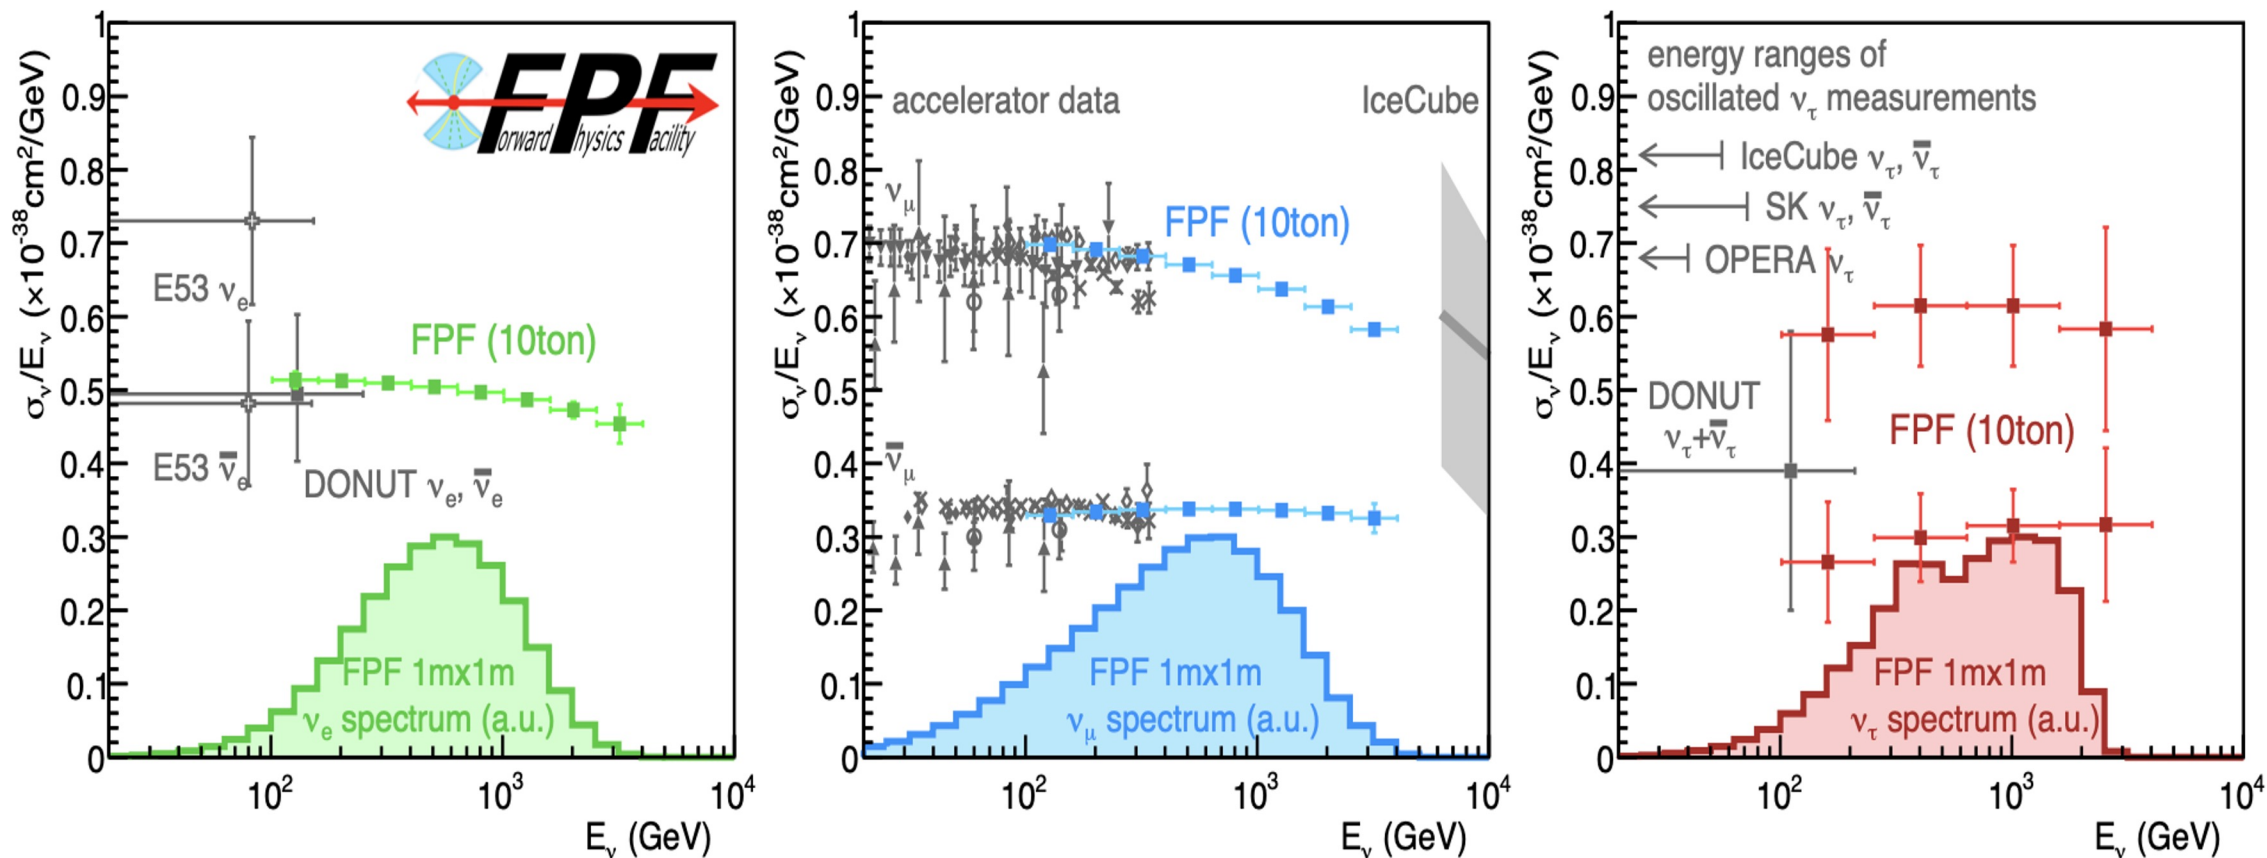 σν/Eν (×10⁻³⁸cm²/GeV)
1
0.9
0.8
0.7
0.6
0.5
0.4
0.3
0.2
0.1
0
FPF
Forward Physics Facility
E53 νe
FPF (10ton)
E53 ν̅e
DONUT νe, ν̅e
FPF 1mx1m
νe spectrum (a.u.)
10²
10³
10⁴
Eν (GeV)
σν/Eν (×10⁻³⁸cm²/GeV)
1
0.9
0.8
0.7
0.6
0.5
0.4
0.3
0.2
0.1
0
accelerator data
IceCube
νμ
FPF (10ton)
ν̅μ
FPF 1mx1m
νμ spectrum (a.u.)
10²
10³
10⁴
Eν (GeV)
σν/Eν (×10⁻³⁸cm²/GeV)
1
0.9
0.8
0.7
0.6
0.5
0.4
0.3
0.2
0.1
0
energy ranges of
oscillated ντ measurements
IceCube ντ, ν̅τ
SK ντ, ν̅τ
OPERA ντ
DONUT
ντ+ν̅τ
FPF (10ton)
FPF 1mx1m
ντ spectrum (a.u.)
10²
10³
10⁴
Eν (GeV)